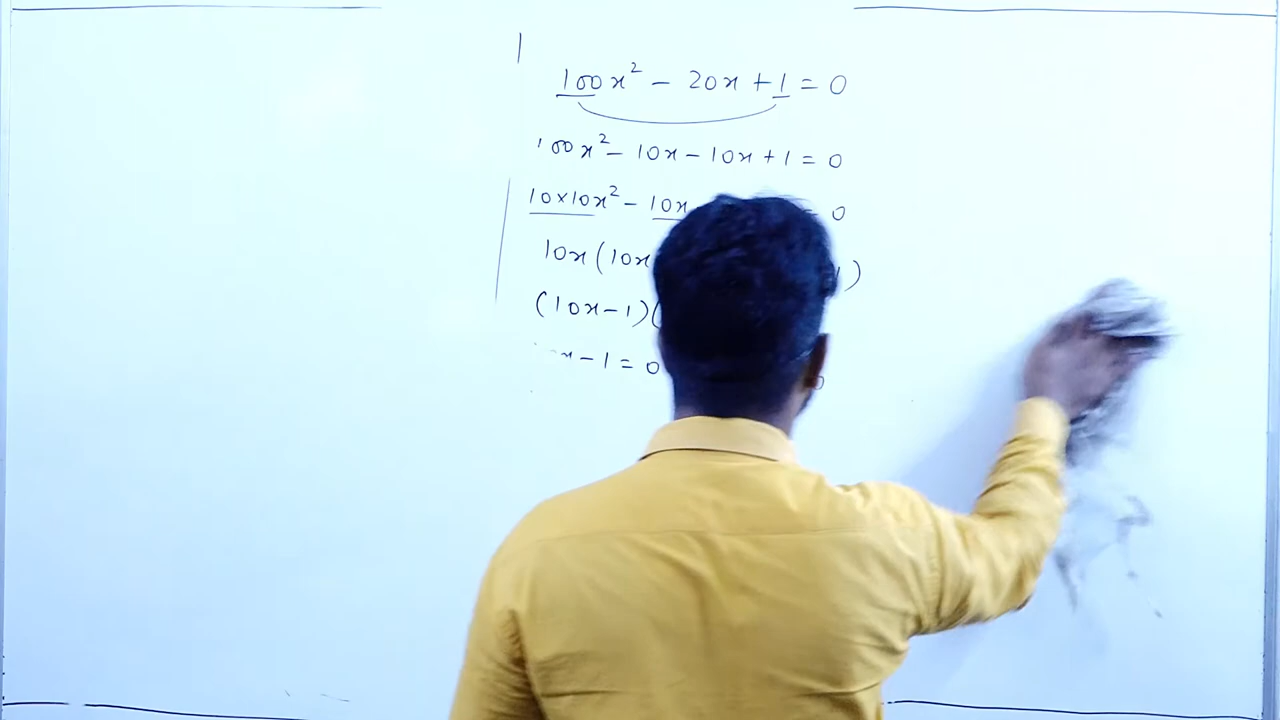 100x² - 20x + 1 = 0
100x² - 10x - 10x + 1 = 0
10×10x² - 10x = 0
10x(10x )
(10x-1)(
x - 1 = 0